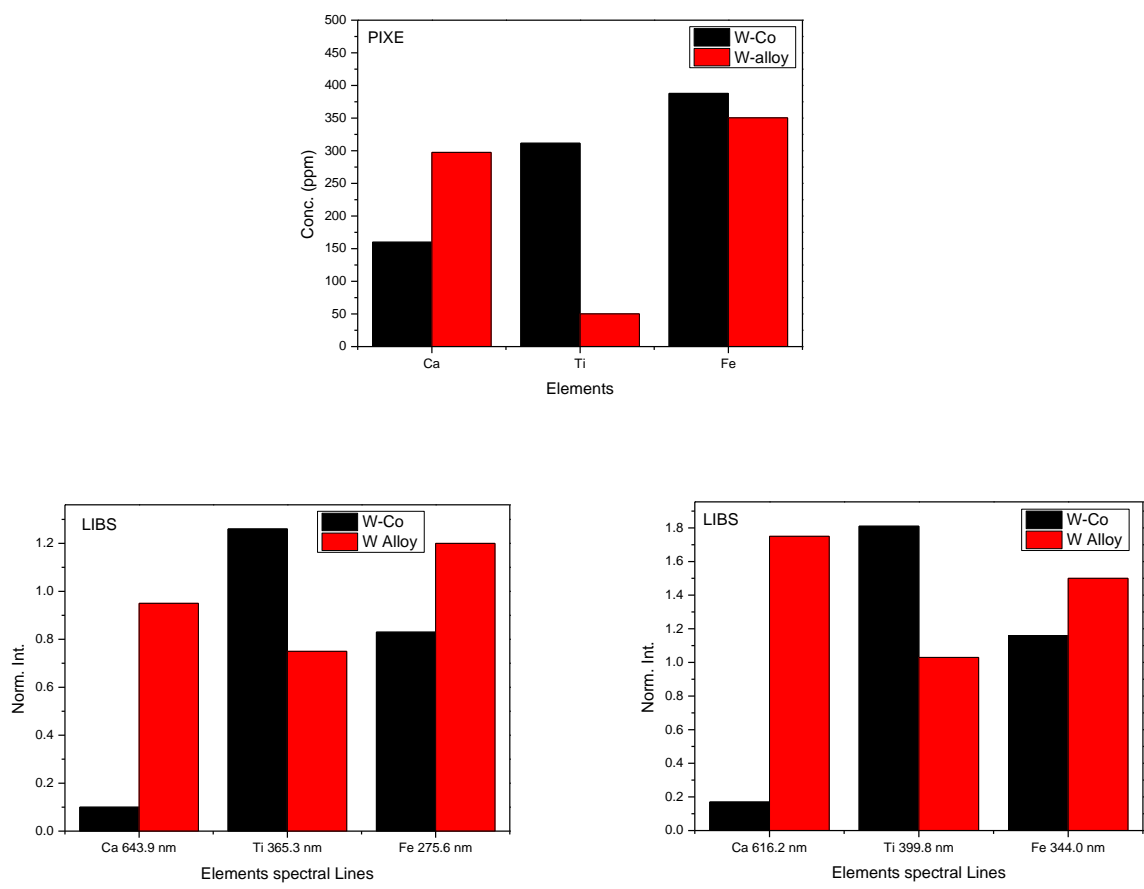 PIXE
W-Co
W-alloy
500
450
400
350
300
250
200
150
100
50
0
Conc. (ppm)
Ca Ti Fe
Elements
LIBS
W-Co
W Alloy
1.2
1.0
0.8
0.6
0.4
0.2
0.0
Norm. Int.
Ca 643.9 nm Ti 365.3 nm Fe 275.6 nm
Elements spectral Lines
LIBS
W-Co
W Alloy
1.8
1.6
1.4
1.2
1.0
0.8
0.6
0.4
0.2
0.0
Norm. Int.
Ca 616.2 nm Ti 399.8 nm Fe 344.0 nm
Elements spectral Lines